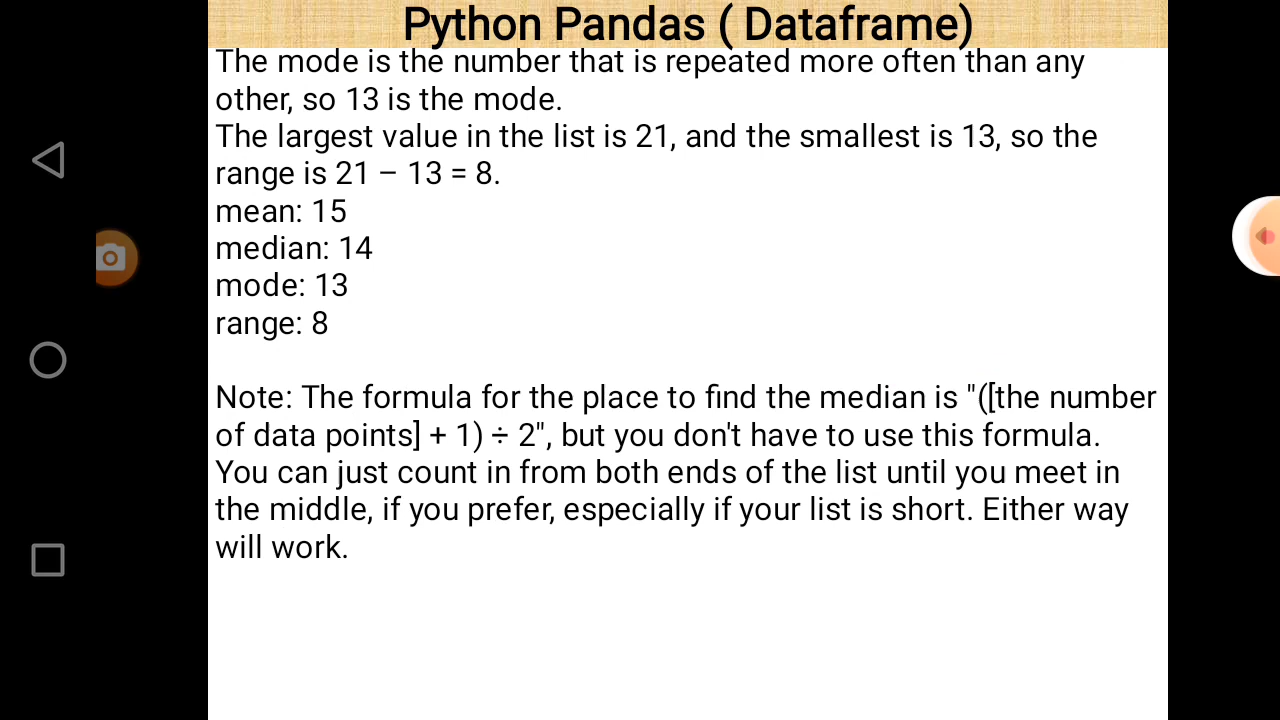 Python Pandas ( Dataframe)
The mode is the number that is repeated more often than any
other, so 13 is the mode.
The largest value in the list is 21, and the smallest is 13, so the
range is 21 – 13 = 8.
mean: 15
median: 14
mode: 13
range: 8
Note: The formula for the place to find the median is "([the number
of data points] + 1) ÷ 2", but you don't have to use this formula.
You can just count in from both ends of the list until you meet in
the middle, if you prefer, especially if your list is short. Either way
will work.